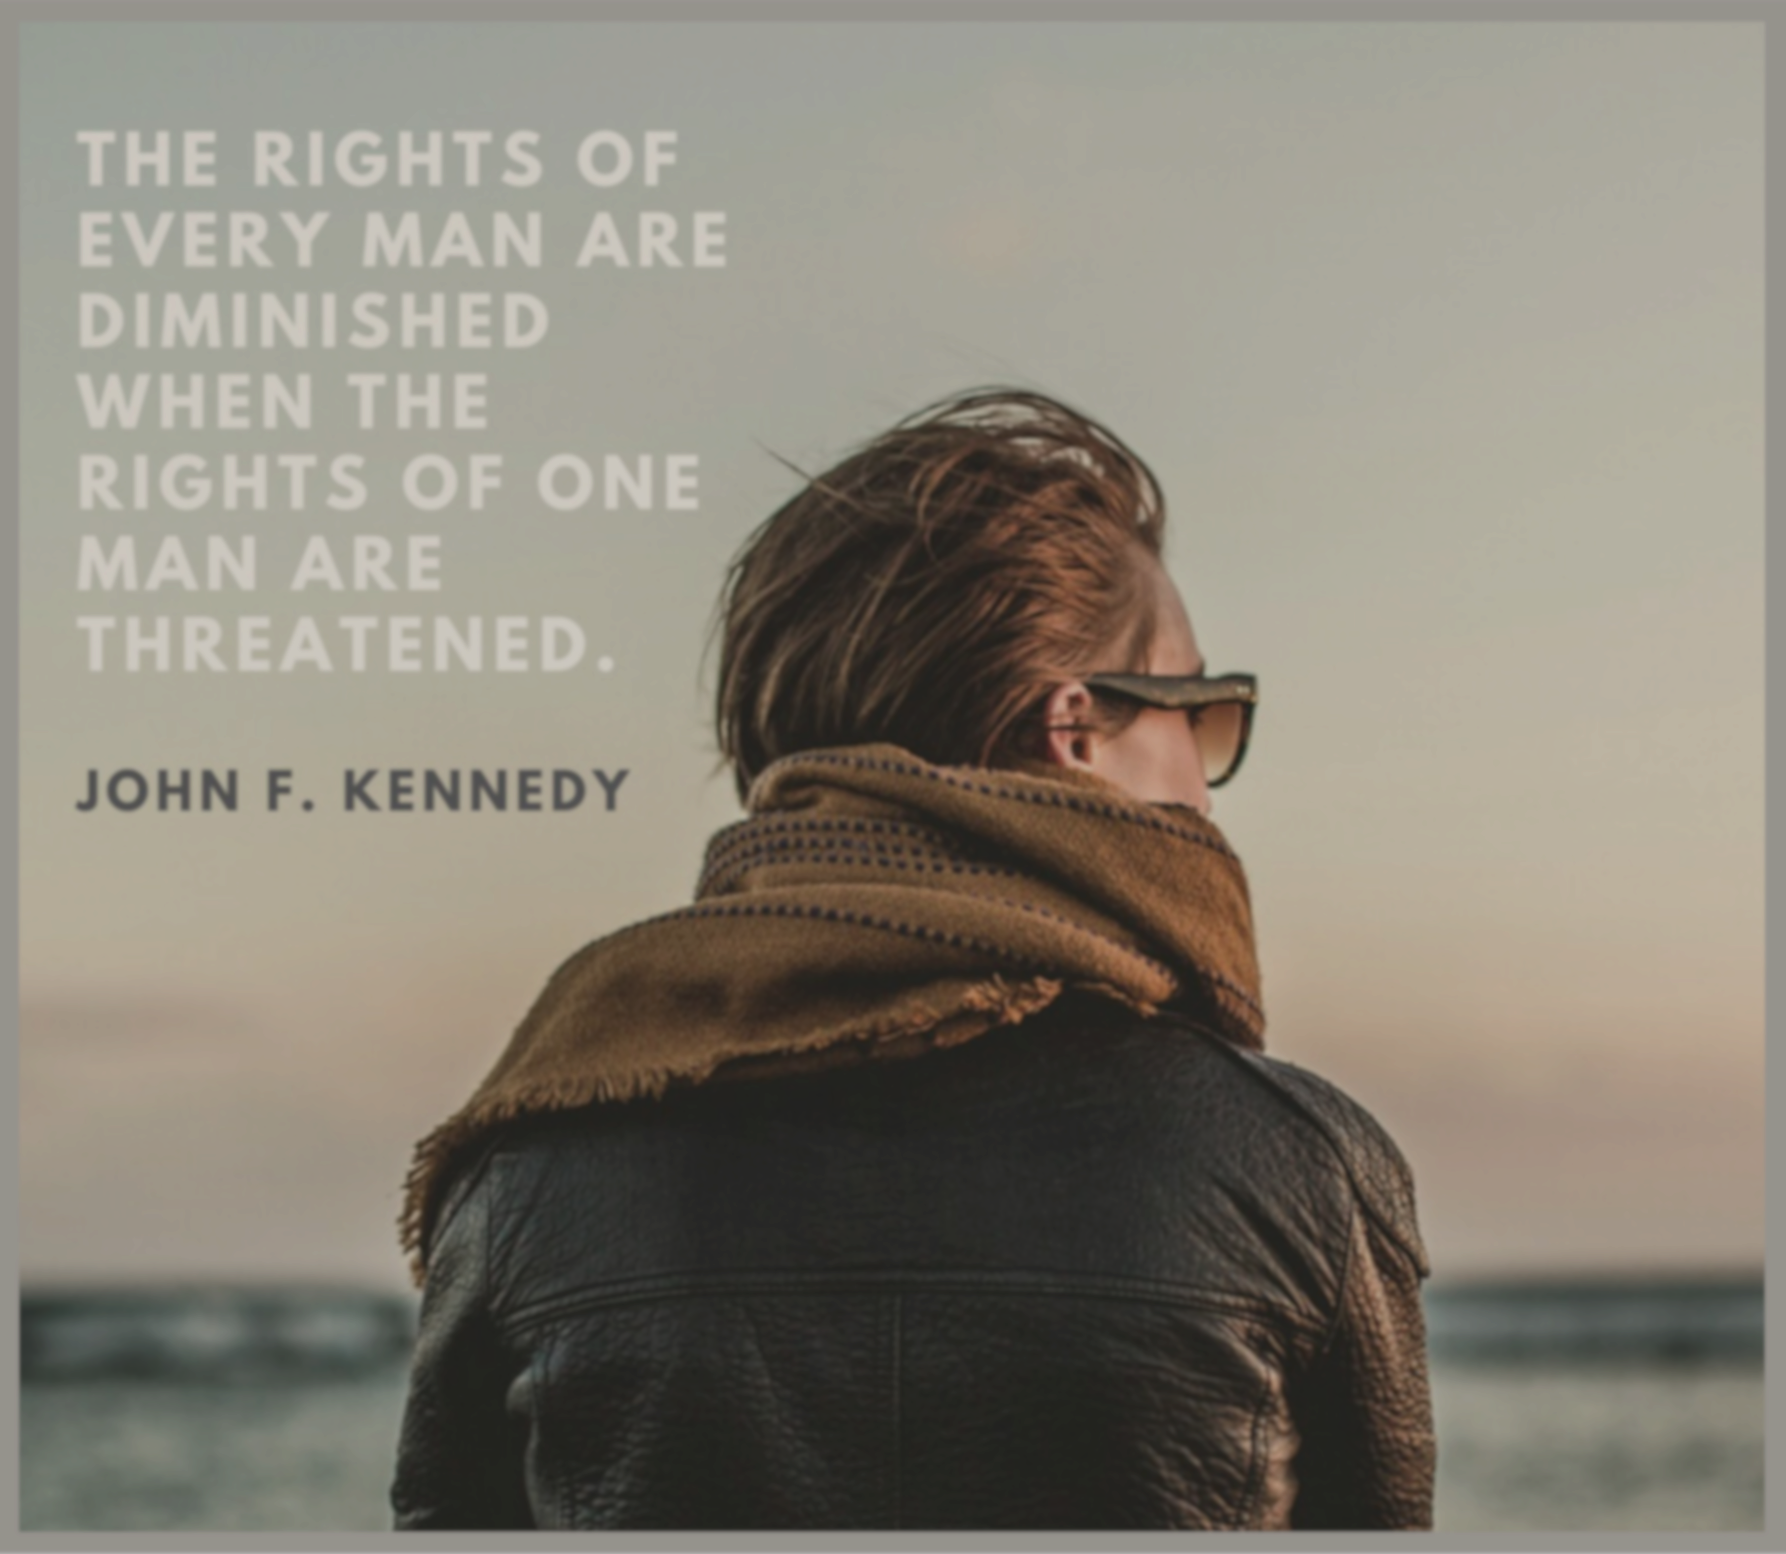 THE RIGHTS OF
EVERY MAN ARE
DIMINISHED
WHEN THE
RIGHTS OF ONE
MAN ARE
THREATENED.
JOHN F. KENNEDY